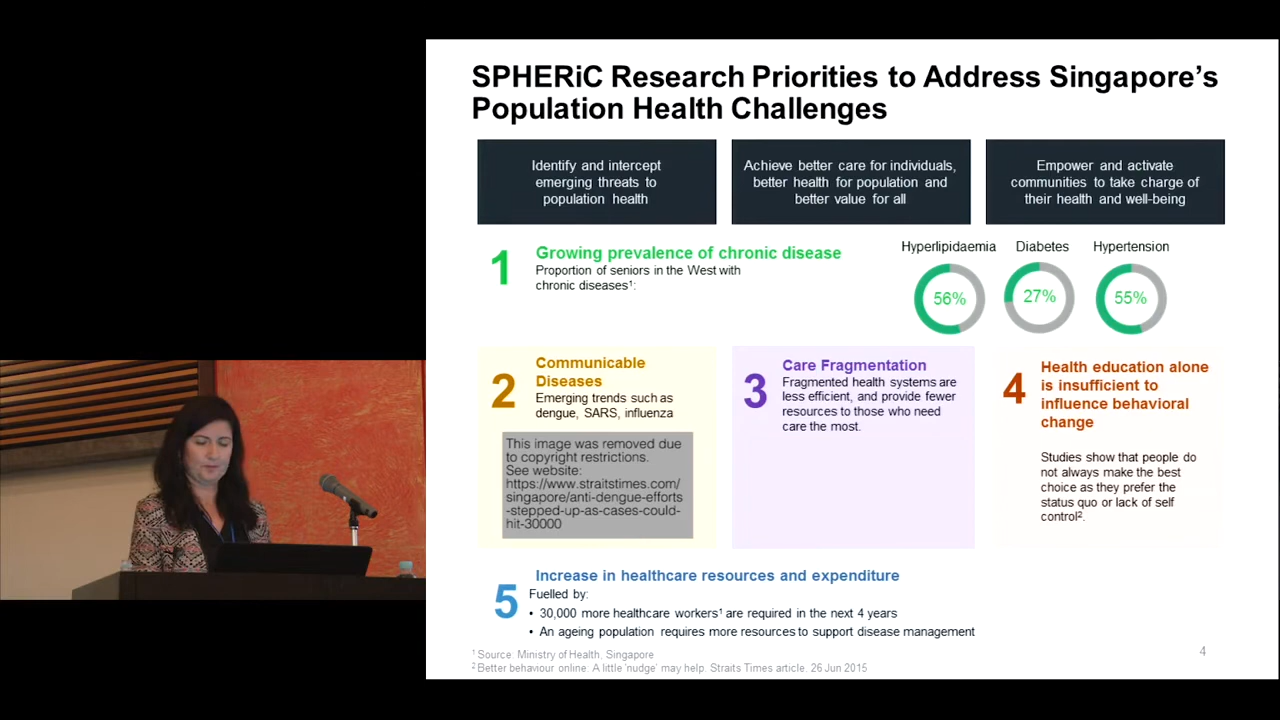 SPHERiC Research Priorities to Address Singapore's
Population Health Challenges
Identify and intercept
emerging threats to
population health
Achieve better care for individuals,
better health for population and
better value for all
Empower and activate
communities to take charge of
their health and well-being
1
Growing prevalence of chronic disease
Proportion of seniors in the West with
chronic diseases¹:
Hyperlipidaemia
56%
Diabetes
27%
Hypertension
55%
2
Communicable
Diseases
Emerging trends such as
dengue, SARS, influenza
This image was removed due
to copyright restrictions.
See website:
https://www.straitstimes.com/
singapore/anti-dengue-efforts
-stepped-up-as-cases-could-
hit-30000
3
Care Fragmentation
Fragmented health systems are
less efficient, and provide fewer
resources to those who need
care the most.
4
Health education alone
is insufficient to
influence behavioral
change
Studies show that people do
not always make the best
choice as they prefer the
status quo or lack of self
control².
5
Increase in healthcare resources and expenditure
Fuelled by:
• 30,000 more healthcare workers¹ are required in the next 4 years
• An ageing population requires more resources to support disease management
¹ Source: Ministry of Health, Singapore
² Better behaviour online: A little 'nudge' may help. Straits Times article. 26 Jun 2015
4